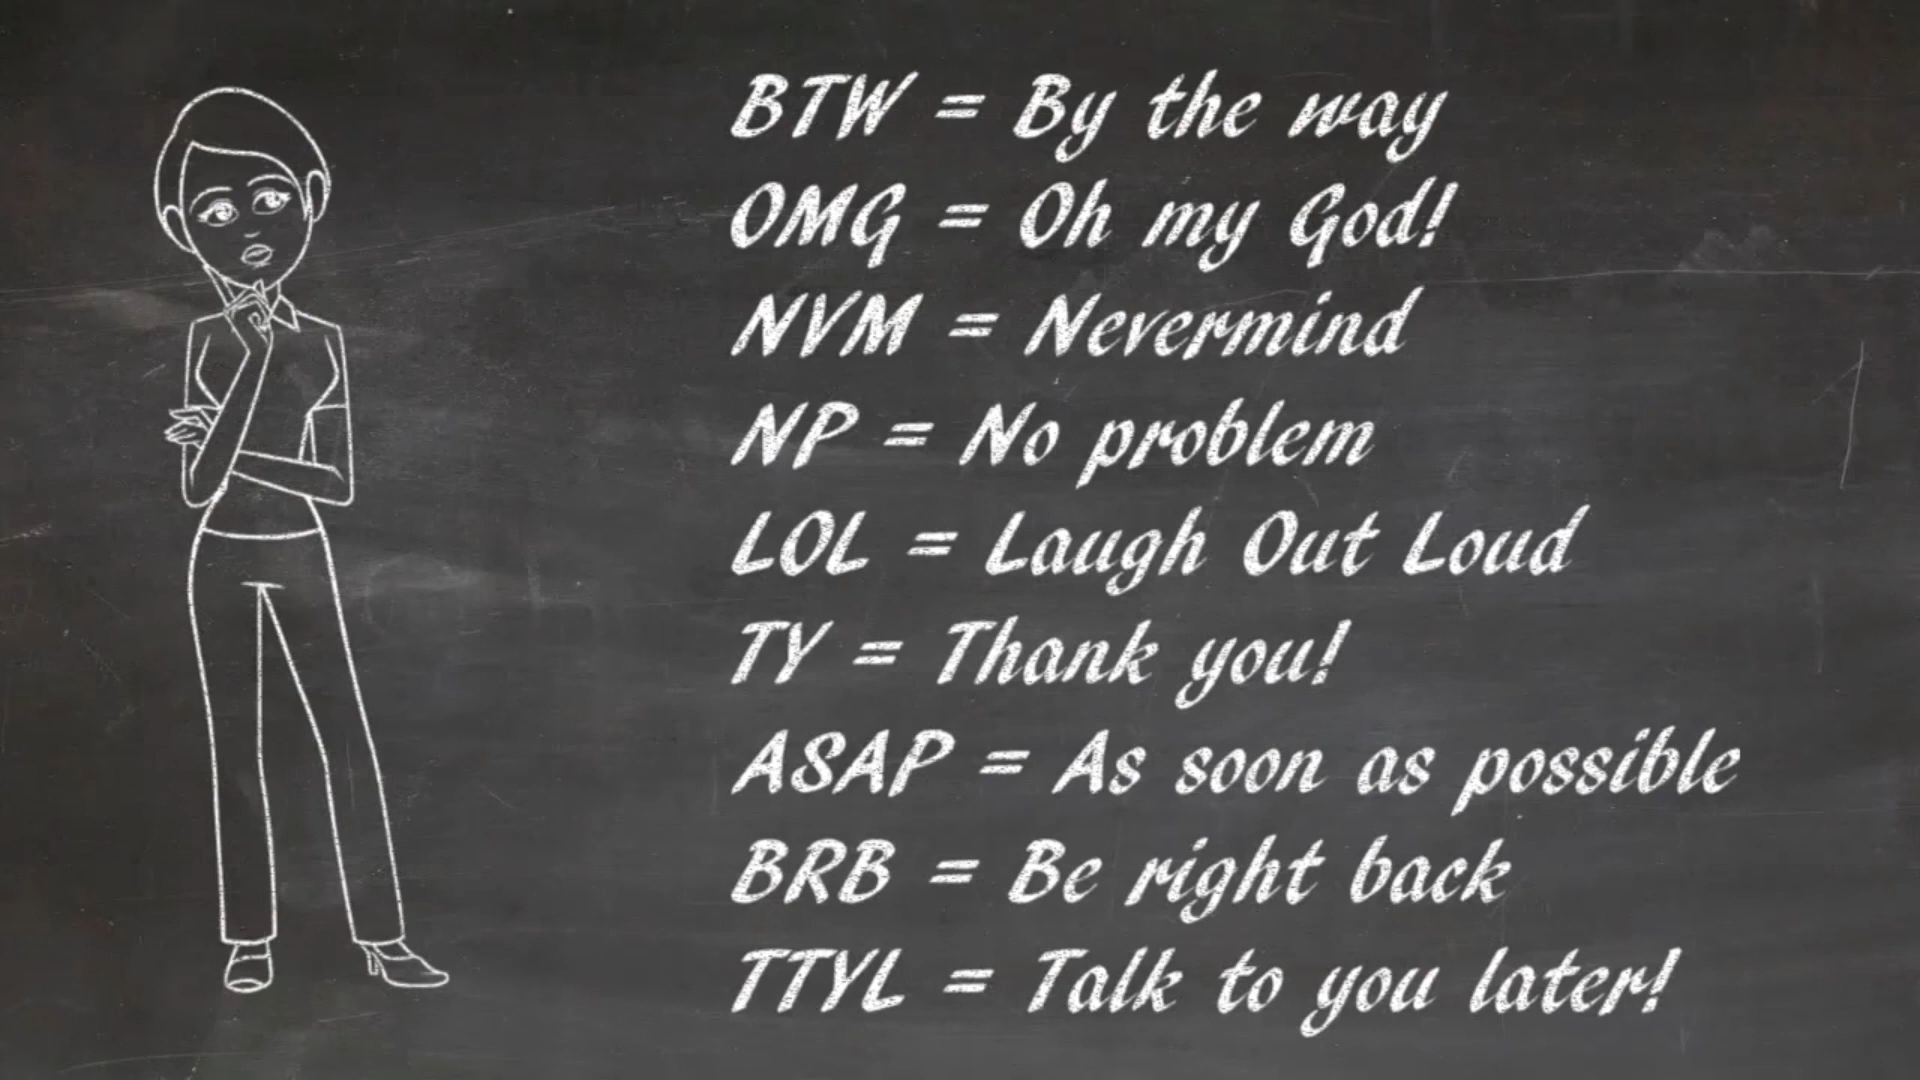 BTW = By the way
OMG = Oh my God!
NVM = Nevermind
NP = No problem
LOL = Laugh Out Loud
TY = Thank you!
ASAP = As soon as possible
BRB = Be right back
TTYL = Talk to you later!